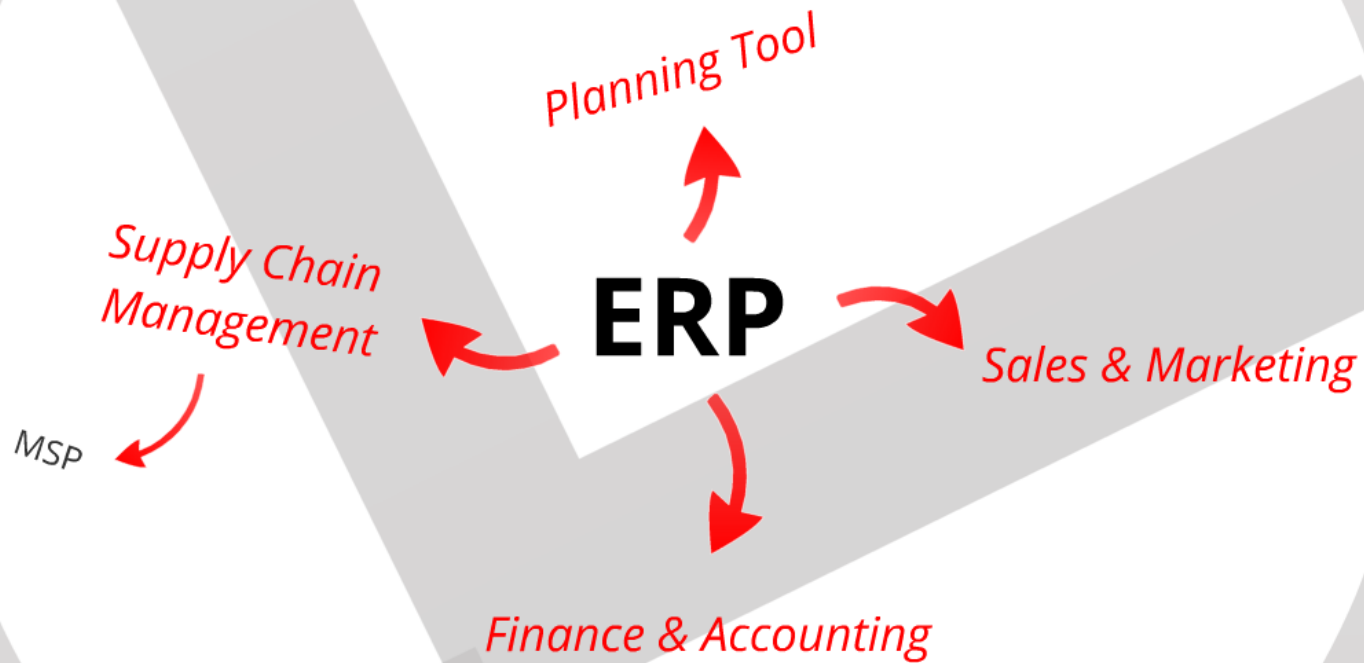 Planning Tool
Supply Chain
Management
ERP
Sales & Marketing
MSP
Finance & Accounting